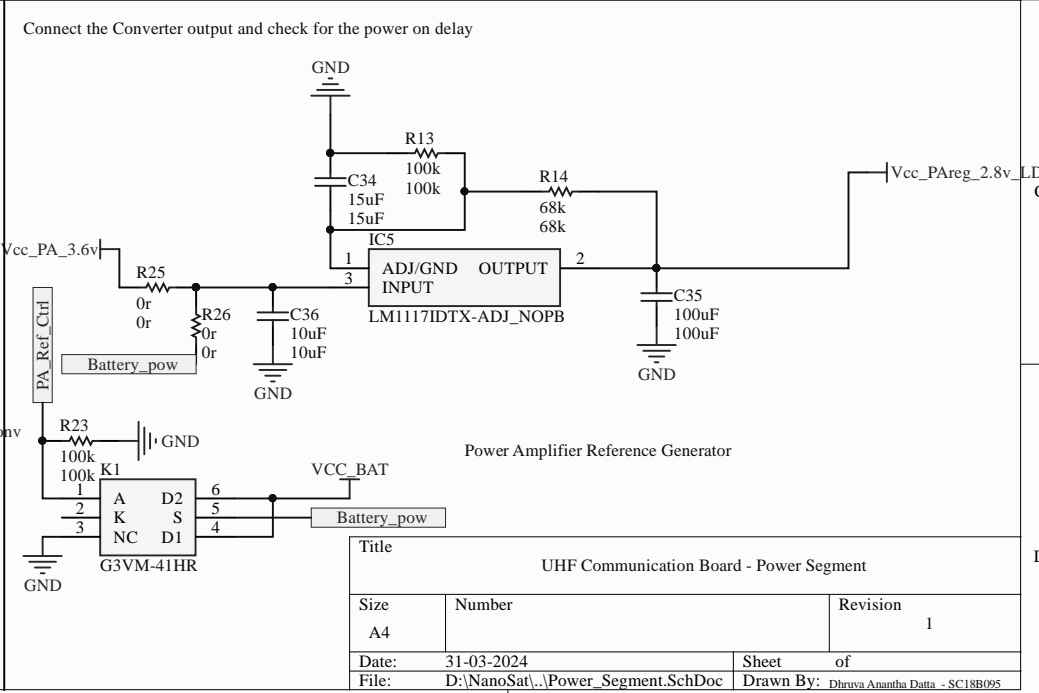 Connect the Converter output and check for the power on delay
GND
R13
100k
100k
C34
15uF
15uF
R14
68k
68k
Vcc_PAreg_2.8v_LD
Vcc_PA_3.6v
IC5
1
ADJ/GND OUTPUT
2
3
INPUT
LM1117IDTX-ADJ_NOPB
R25
0r
0r
R26
0r
0r
C36
10uF
10uF
GND
C35
100uF
100uF
GND
PA_Ref_Ctrl
Battery_pow
R23
100k
100k
GND
Power Amplifier Reference Generator
K1
VCC_BAT
1 A D2 6
2 K S 5
3 NC D1 4
Battery_pow
G3VM-41HR
GND
Title
UHF Communication Board - Power Segment
Size Number Revision
A4 1
Date: 31-03-2024 Sheet of
File: D:\NanoSat\..\Power_Segment.SchDoc Drawn By: Dhruva Anantha Datta - SC18B095